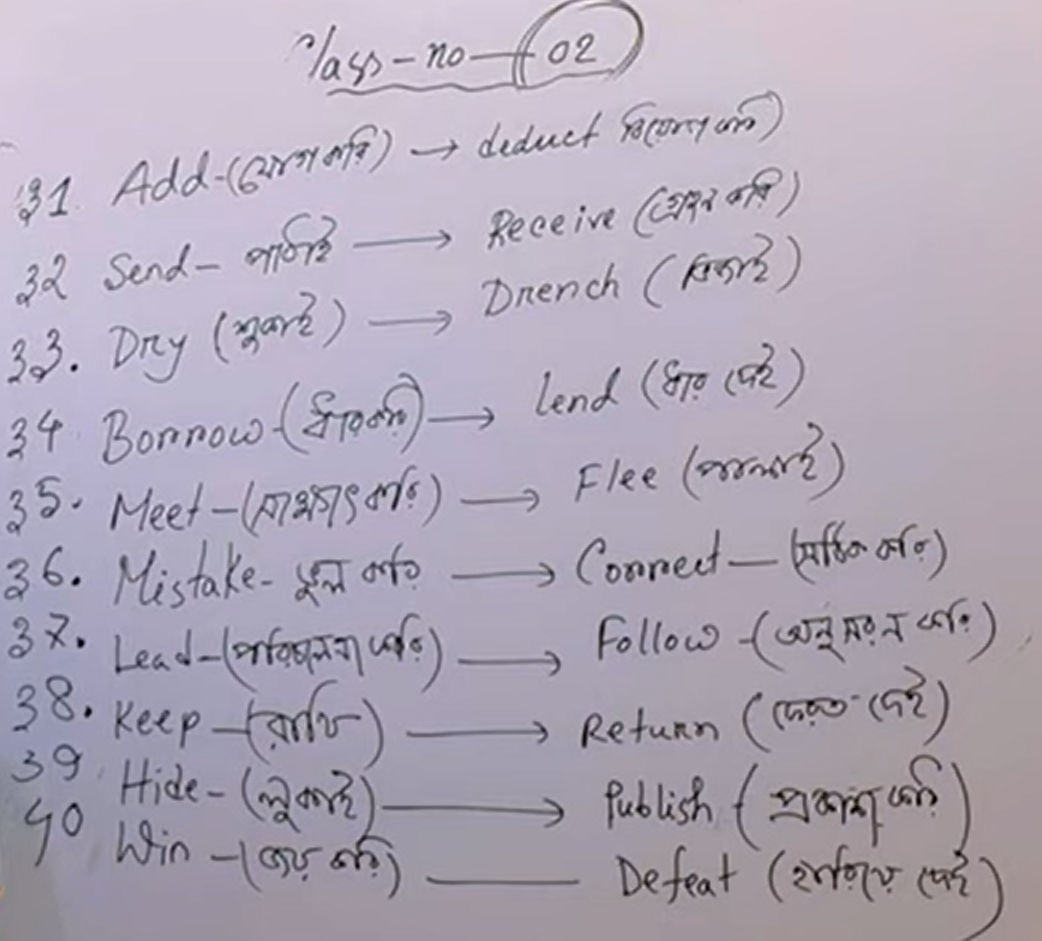 Class - no - 02
31. Add - (যোগ করি) → deduct বিয়োগ করি)
32 Send - পাঠাই → Receive (গ্রহন করি)
33. Dry (শুকাই) → Drench (ভিজাই)
34 Borrow - (ধার করি) → lend (ধার দেই)
35. Meet - (সাক্ষাৎ করি) → Flee (পালাই)
36. Mistake - ভুল করি → Correct - (সঠিক করি)
37. Lead - (পরিচালনা করি) → Follow - (অনুসরন করি)
38. Keep - (রাখি) → Return (ফেরত দেই)
39 Hide - (লুকাই) → Publish (প্রকাশ করি)
40 Win - (জয় করি) — Defeat (হারিয়ে দেই)